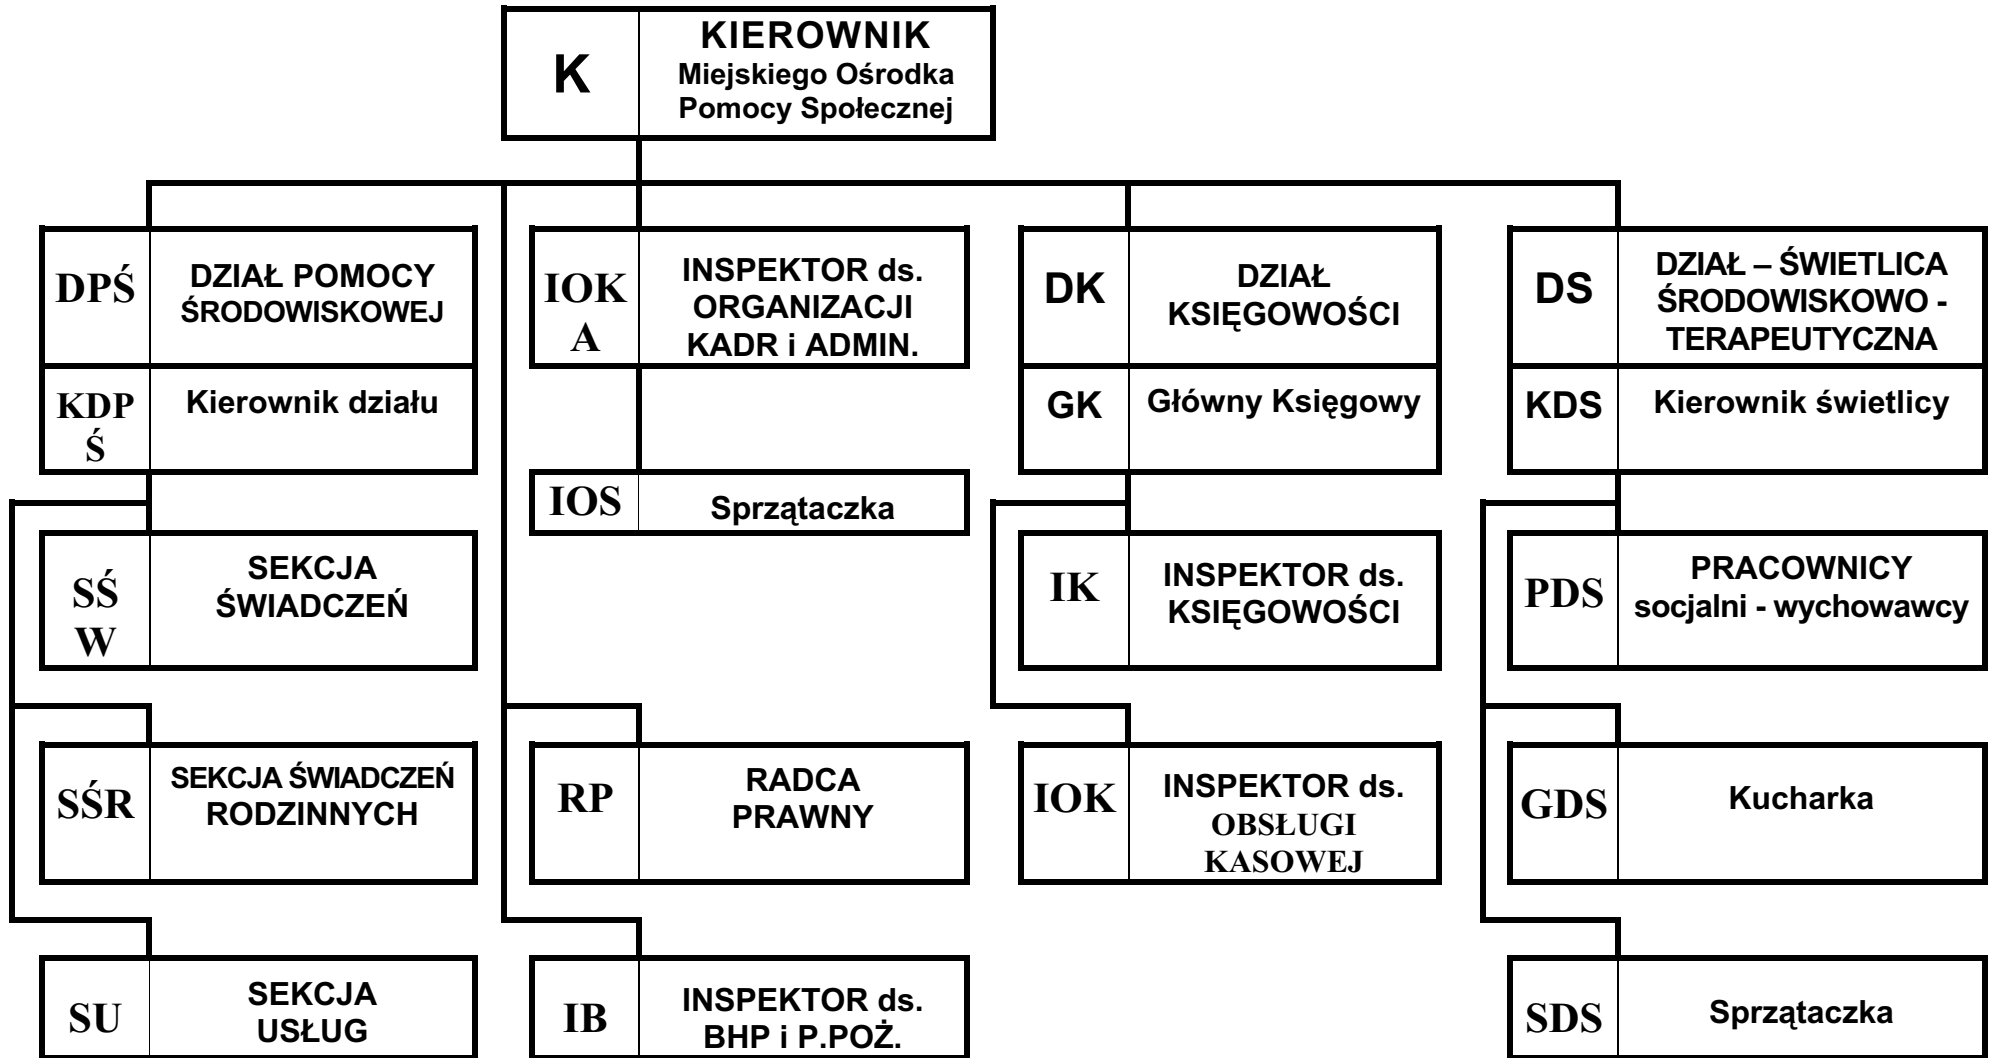 K
KIEROWNIK
Miejskiego Ośrodka
Pomocy Społecznej
DPŚ
DZIAŁ POMOCY
ŚRODOWISKOWEJ
KDP
Ś
Kierownik działu
IOK
A
INSPEKTOR ds.
ORGANIZACJI
KADR i ADMIN.
DK
DZIAŁ
KSIĘGOWOŚCI
GK
Główny Księgowy
DS
DZIAŁ – ŚWIETLICA
ŚRODOWISKOWO -
TERAPEUTYCZNA
KDS
Kierownik świetlicy
IOS
Sprzątaczka
SŚ
W
SEKCJA
ŚWIADCZEŃ
IK
INSPEKTOR ds.
KSIĘGOWOŚCI
PDS
PRACOWNICY
socjalni - wychowawcy
SŚR
SEKCJA ŚWIADCZEŃ
RODZINNYCH
RP
RADCA
PRAWNY
IOK
INSPEKTOR ds.
OBSŁUGI
KASOWEJ
GDS
Kucharka
SU
SEKCJA
USŁUG
IB
INSPEKTOR ds.
BHP i P.POŻ.
SDS
Sprzątaczka